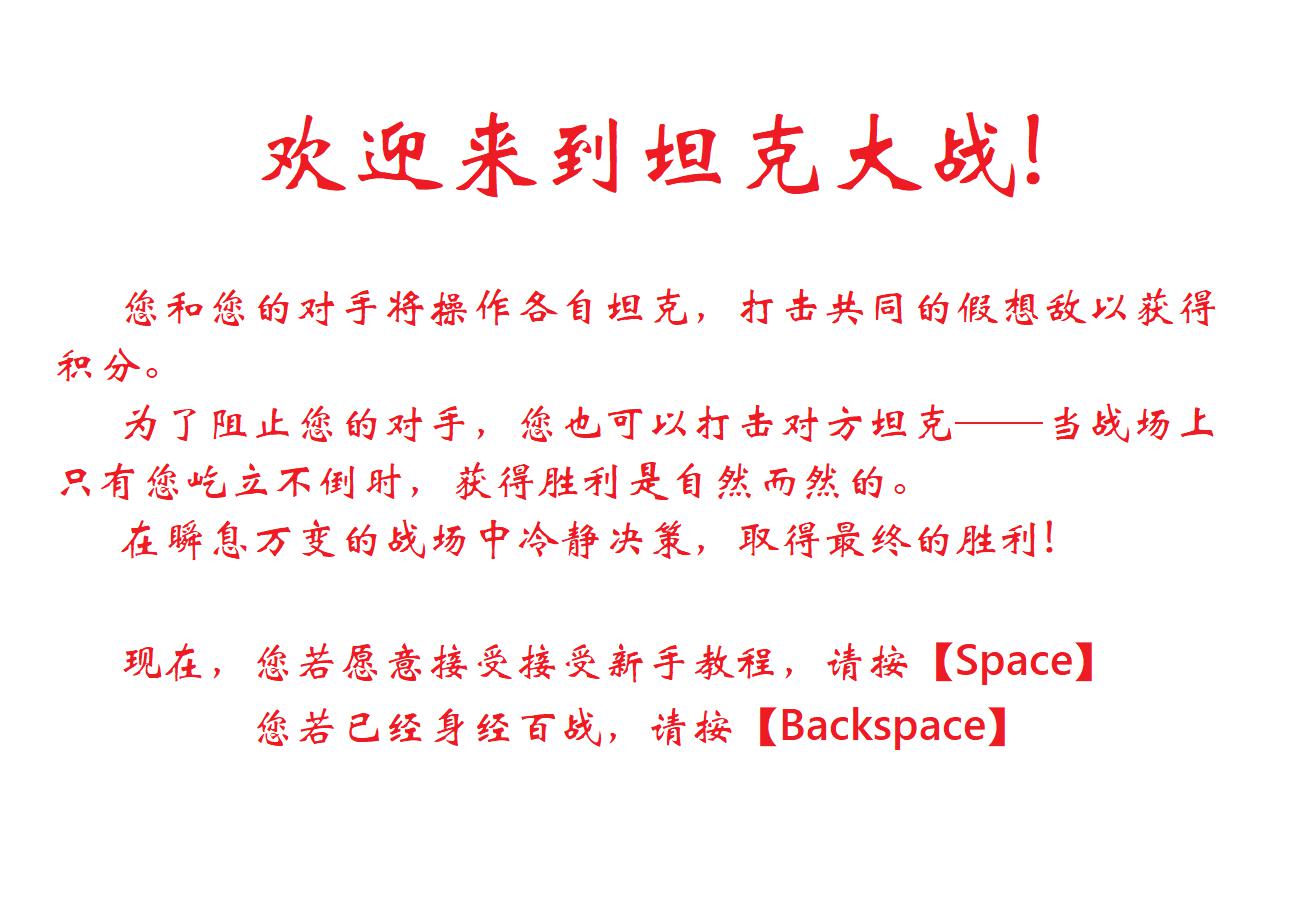 欢迎来到坦克大战!
您和您的对手将操作各自坦克，打击共同的假想敌以获得
积分。
为了阻止您的对手，您也可以打击对方坦克——当战场上
只有您屹立不倒时，获得胜利是自然而然的。
在瞬息万变的战场中冷静决策，取得最终的胜利!
现在，您若愿意接受接受新手教程，请按【Space】
您若已经身经百战，请按【Backspace】